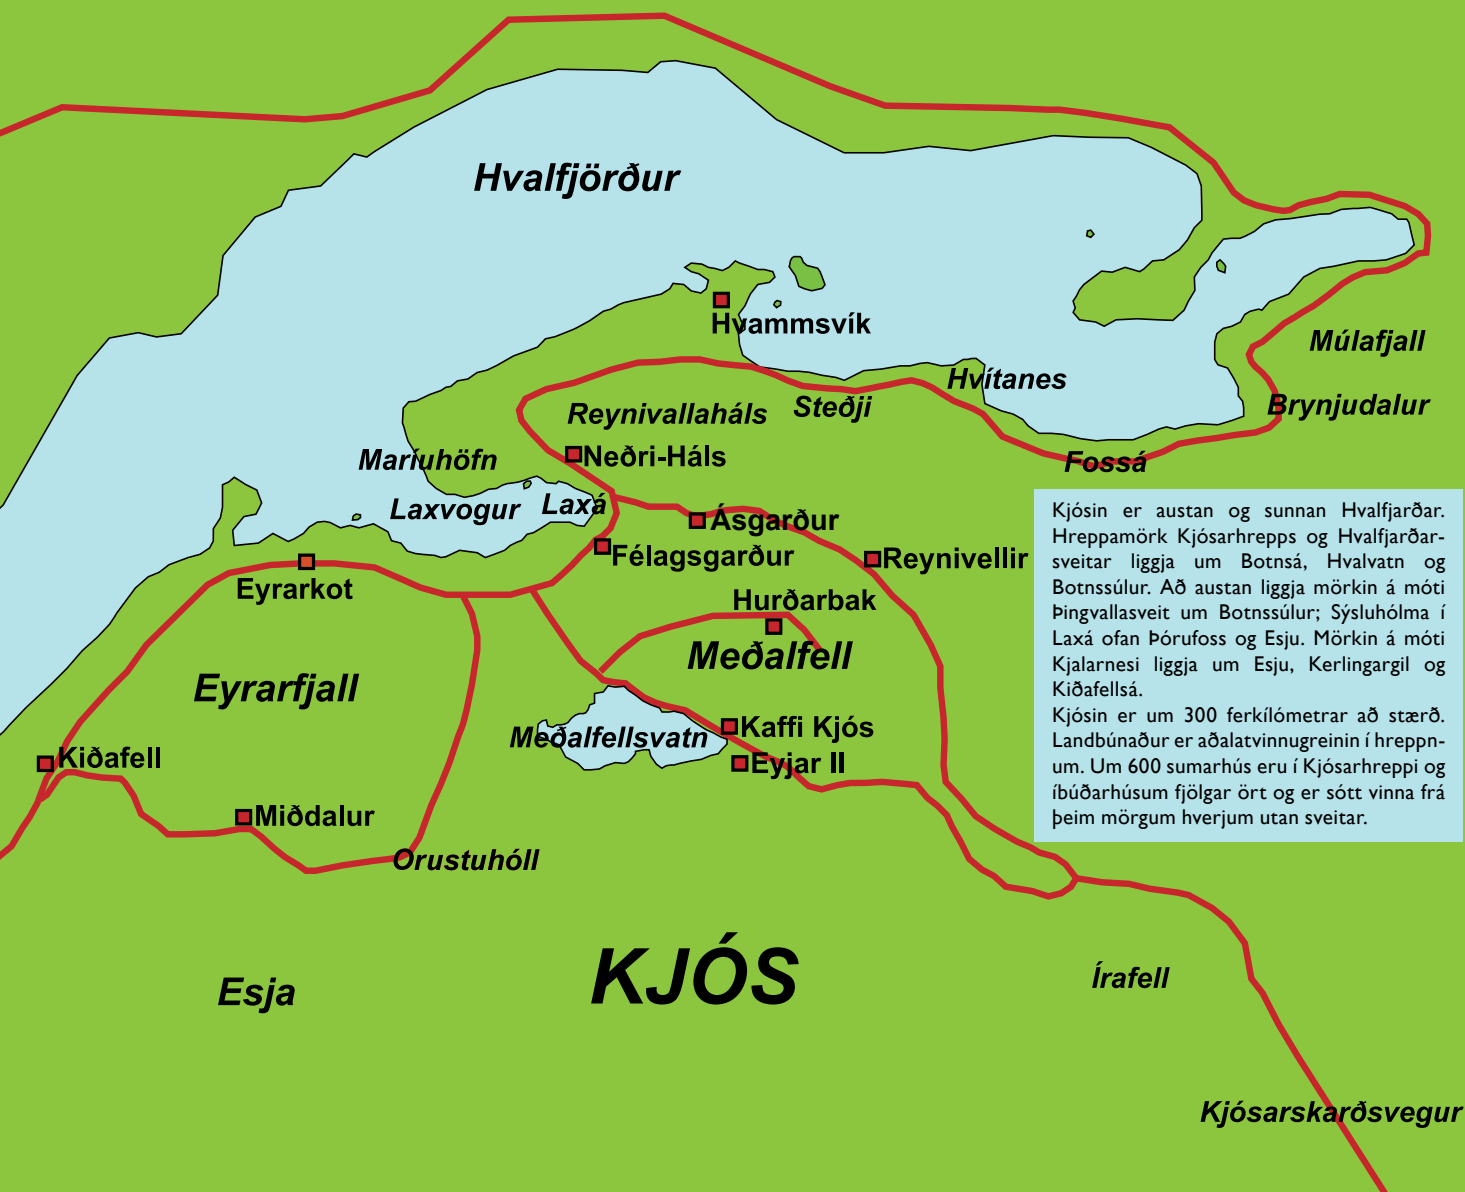 Hvalfjörður
Hvammsvík
Múlafjall
Hvítanes
Steðji
Brynjudalur
Reynivallaháls
Maríuhöfn
Neðri-Háls
Fossá
Laxvogur
Laxá
Ásgarður
Félagsgarður
Reynivellir
Eyrarkot
Hurðarbak
Meðalfell
Eyrarfjall
Kaffi Kjós
Meðalfellsvatn
Eyjar II
Kiðafell
Miðdalur
Orustuhóll
Kjósin er austan og sunnan Hvalfjarðar.
Hreppamörk Kjósarhrepps og Hvalfjarðar-
sveitar liggja um Botnsá, Hvalvatn og
Botnssúlur. Að austan liggja mörkin á móti
Þingvallasveit um Botnssúlur; Sýsluhólma í
Laxá ofan Þórufoss og Esju. Mörkin á móti
Kjalarnesi liggja um Esju, Kerlingargil og
Kiðafellsá.
Kjósin er um 300 ferkílómetrar að stærð.
Landbúnaður er aðalatvinnugreinin í hreppn-
um. Um 600 sumarhús eru í Kjósarhreppi og
íbúðarhúsum fjölgar ört og er sótt vinna frá
þeim mörgum hverjum utan sveitar.
KJÓS
Esja
Írafell
Kjósarskarðsvegur